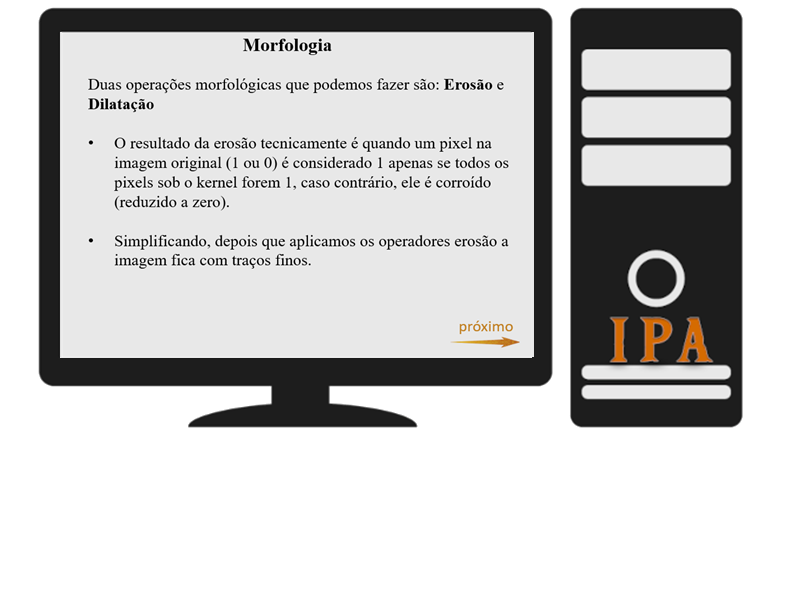 Morfologia
Duas operações morfológicas que podemos fazer são: Erosão e
Dilatação
• O resultado da erosão tecnicamente é quando um pixel na
imagem original (1 ou 0) é considerado 1 apenas se todos os
pixels sob o kernel forem 1, caso contrário, ele é corroído
(reduzido a zero).
• Simplificando, depois que aplicamos os operadores erosão a
imagem fica com traços finos.
próximo
IPA